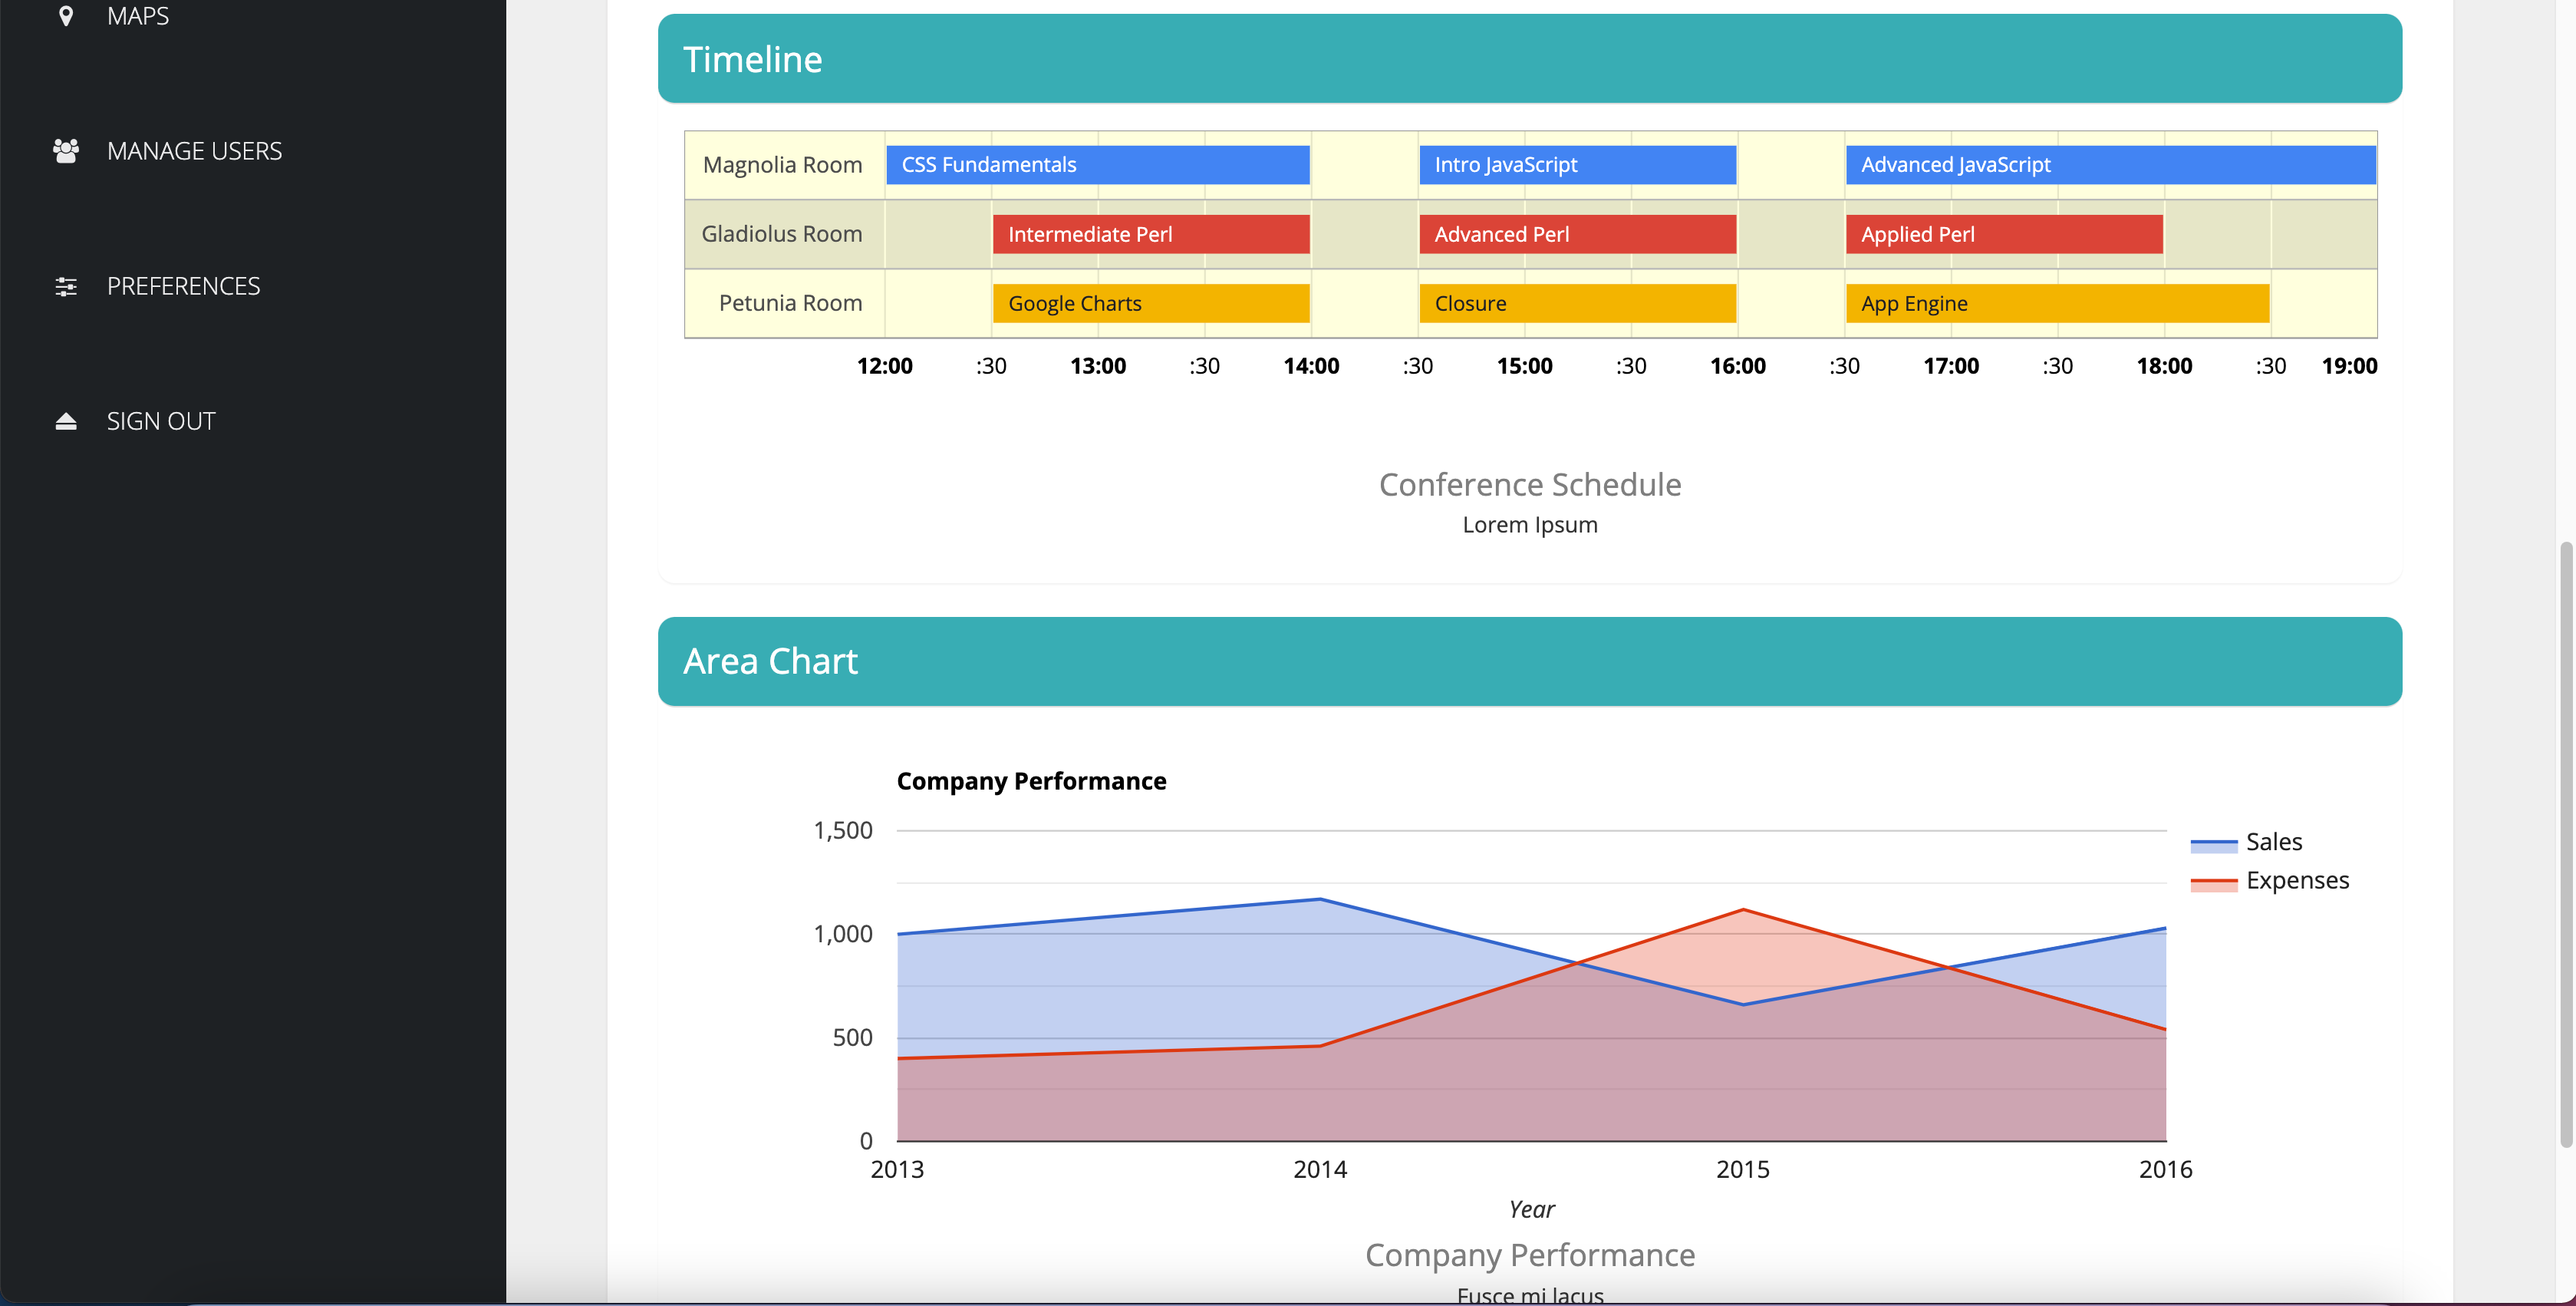 MAPS
MANAGE USERS
PREFERENCES
SIGN OUT
Timeline
Magnolia Room CSS Fundamentals Intro JavaScript Advanced JavaScript
Gladiolus Room Intermediate Perl Advanced Perl Applied Perl
Petunia Room Google Charts Closure App Engine
12:00 :30 13:00 :30 14:00 :30 15:00 :30 16:00 :30 17:00 :30 18:00 :30 19:00
Conference Schedule
Lorem Ipsum
Area Chart
Company Performance
1,500
Sales
Expenses
1,000
500
0
2013 2014 2015 2016
Year
Company Performance
Fusce mi lacus